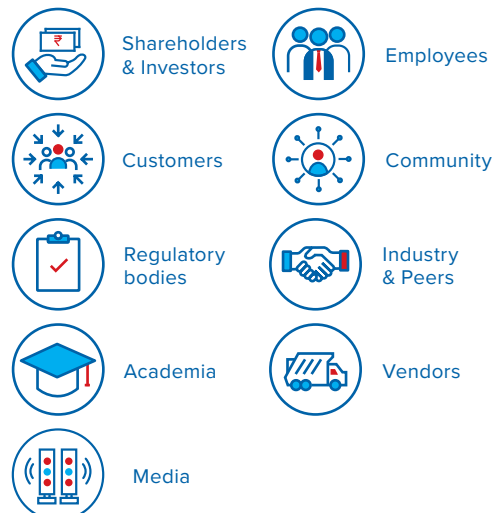 ₹
Shareholders
& Investors
Employees
Customers
Community
Regulatory
bodies
Industry
& Peers
Academia
Vendors
Media